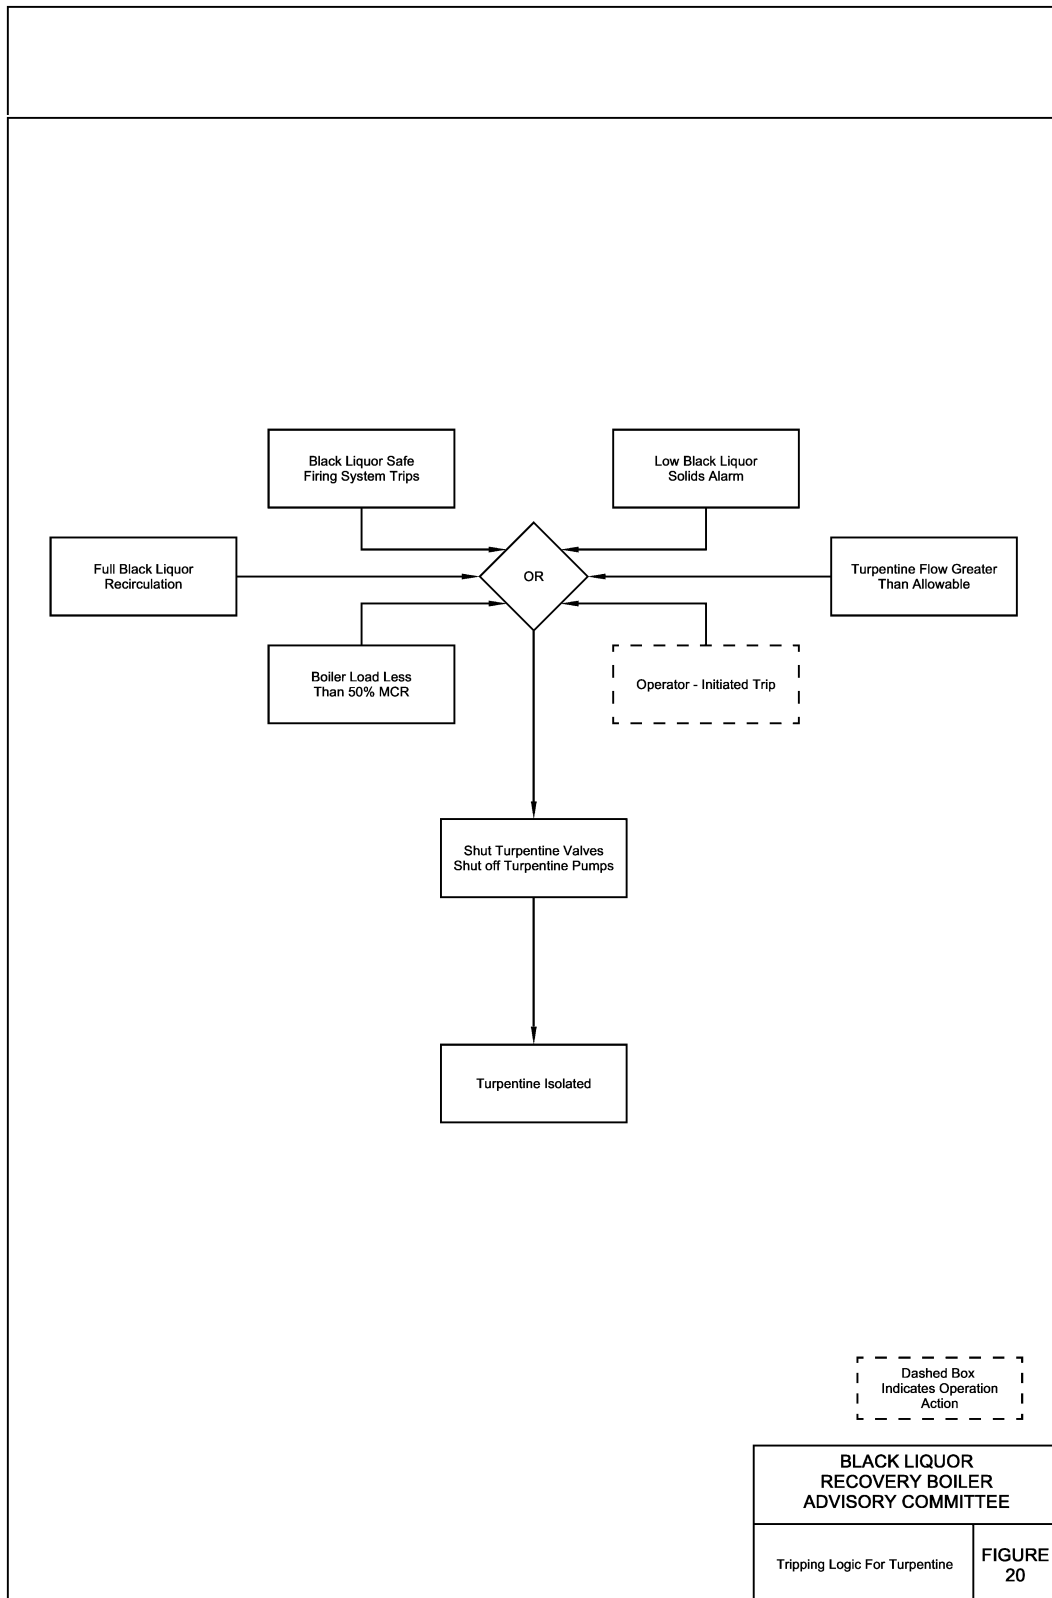 Black Liquor Safe
Firing System Trips
Low Black Liquor
Solids Alarm
Full Black Liquor
Recirculation
OR
Turpentine Flow Greater
Than Allowable
Boiler Load Less
Than 50% MCR
Operator - Initiated Trip
Shut Turpentine Valves
Shut off Turpentine Pumps
Turpentine Isolated
Dashed Box
Indicates Operation
Action
BLACK LIQUOR
RECOVERY BOILER
ADVISORY COMMITTEE
Tripping Logic For Turpentine
FIGURE
20